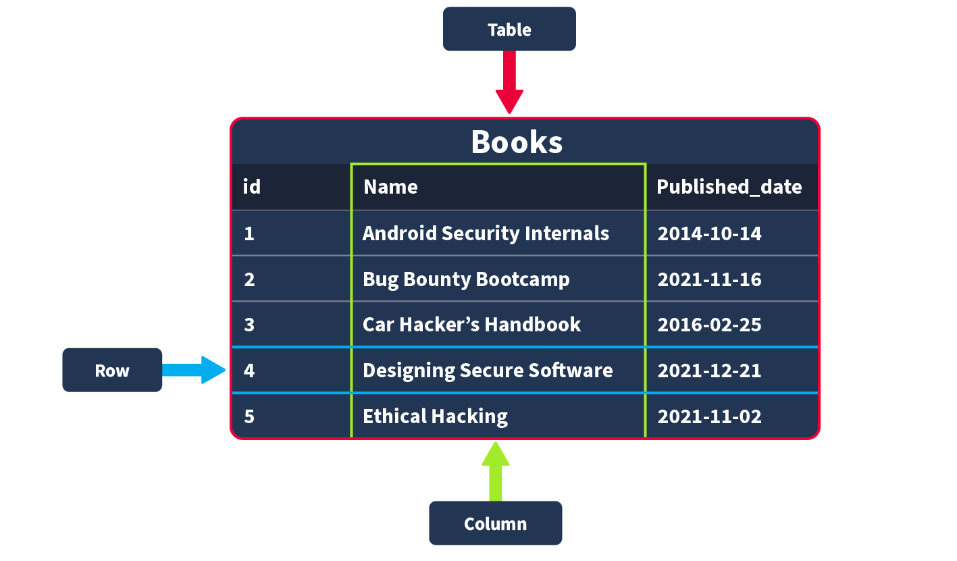 Table
Books
id Name Published_date
1 Android Security Internals 2014-10-14
2 Bug Bounty Bootcamp 2021-11-16
3 Car Hacker’s Handbook 2016-02-25
Row
4 Designing Secure Software 2021-12-21
5 Ethical Hacking 2021-11-02
Column